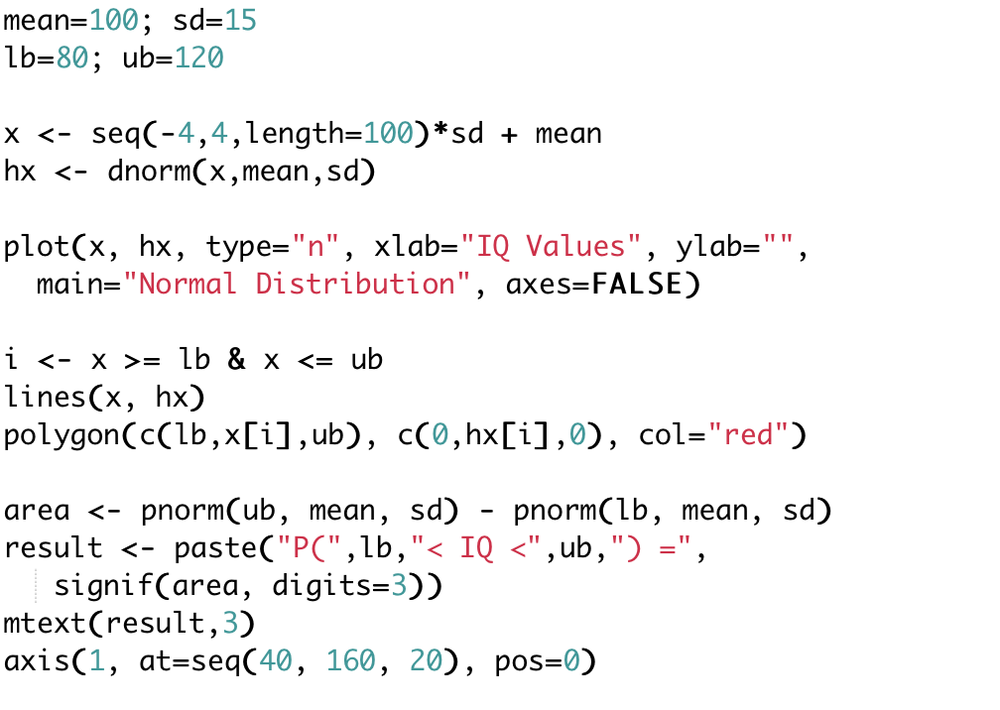 mean=100; sd=15
lb=80; ub=120
x <- seq(-4,4,length=100)*sd + mean
hx <- dnorm(x,mean,sd)
plot(x, hx, type="n", xlab="IQ Values", ylab="",
  main="Normal Distribution", axes=FALSE)
i <- x >= lb & x <= ub
lines(x, hx)
polygon(c(lb,x[i],ub), c(0,hx[i],0), col="red")
area <- pnorm(ub, mean, sd) - pnorm(lb, mean, sd)
result <- paste("P(",lb,"< IQ <",ub,") =",
   signif(area, digits=3))
mtext(result,3)
axis(1, at=seq(40, 160, 20), pos=0)